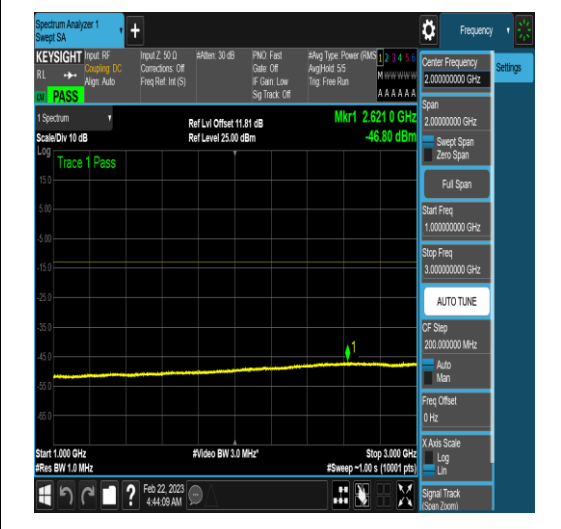 Spectrum Analyzer 1
Swept SA
+
Frequency
KEYSIGHT
RL
PASS
Input: RF
Coupling: DC
Align: Auto
Input Z: 50 Ω
Corrections: Off
Freq Ref: Int (S)
#Atten: 30 dB
PNO: Fast
Gate: Off
IF Gain: Low
Sig Track: Off
#Avg Type: Power (RMS
Avg|Hold: 5/5
Trig: Free Run
1 2 3 4 5 6
M W W W W W
A A A A A A
1 Spectrum
Scale/Div 10 dB
Ref Lvl Offset 11.81 dB
Ref Level 25.00 dBm
Mkr1 2.621 0 GHz
-46.80 dBm
Log
Trace 1 Pass
15.0
5.00
-5.00
-15.0
-25.0
-35.0
-45.0
-55.0
-65.0
1
Start 1.000 GHz
#Res BW 1.0 MHz
#Video BW 3.0 MHz*
Stop 3.000 GHz
#Sweep ~1.00 s (10001 pts)
?
Feb 22, 2023
4:44:09 AM
Center Frequency
2.000000000 GHz
Settings
Span
2.00000000 GHz
Swept Span
Zero Span
Full Span
Start Freq
1.000000000 GHz
Stop Freq
3.000000000 GHz
AUTO TUNE
CF Step
200.000000 MHz
Auto
Man
Freq Offset
0 Hz
X Axis Scale
Log
Lin
Signal Track
(Span Zoom)